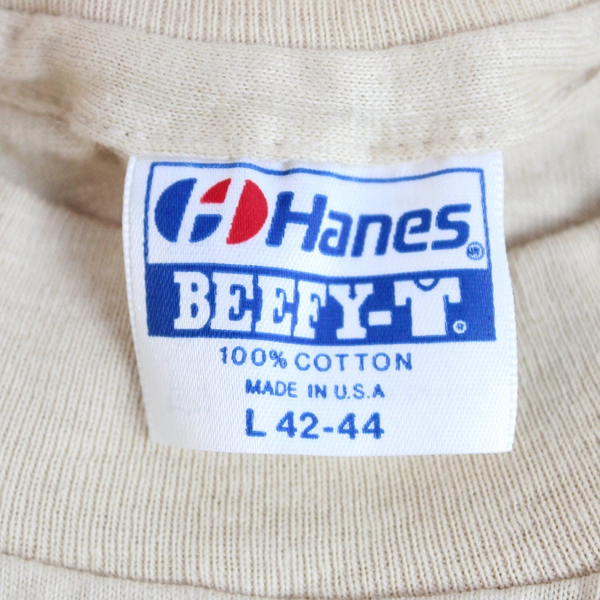 Hanes®
BEEFY-T®
100% COTTON
MADE IN U.S.A
L 42-44